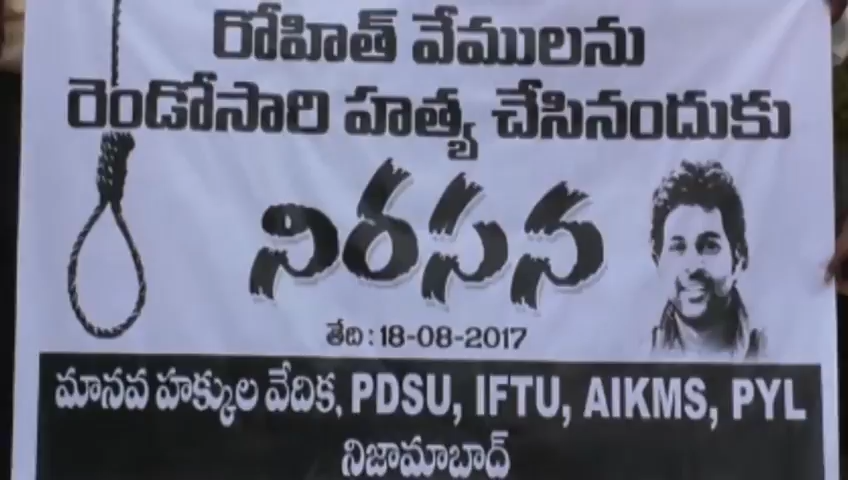 రోహిత్ వేములను
రెండోసారి హత్య చేసినందుకు
నిరసన
తేది : 18-08-2017
మానవ హక్కుల వేదిక, PDSU, IFTU, AIKMS, PYL
నిజామాబాద్